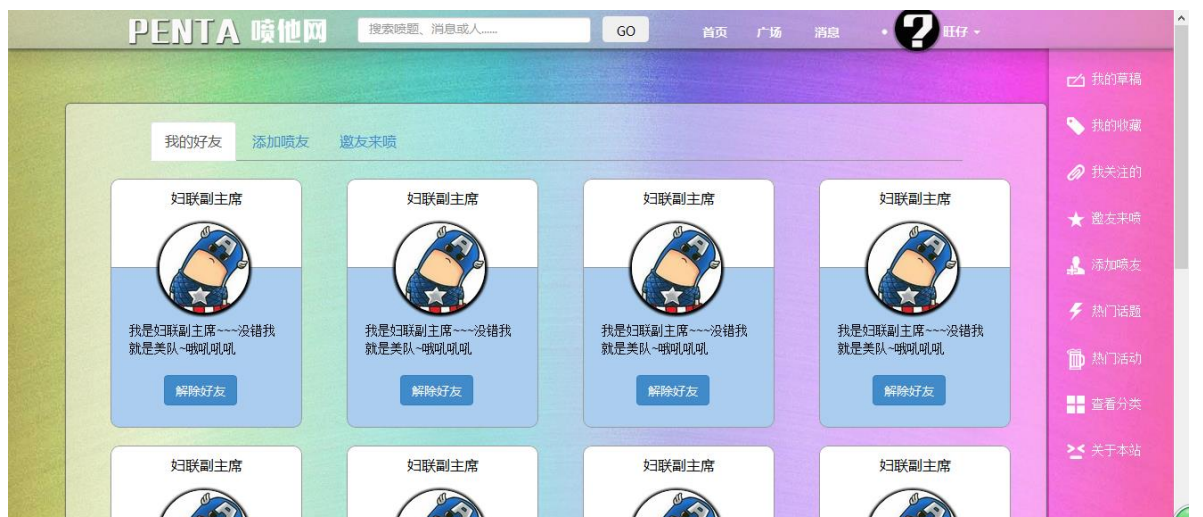 PENTA 喷他网
搜索喷题、消息或人......
GO
首页 广场 消息
旺仔
我的好友 添加喷友 邀友来喷
妇联副主席
我是妇联副主席~~~没错我
就是美队~哦吼吼吼
解除好友
妇联副主席
我是妇联副主席~~~没错我
就是美队~哦吼吼吼
解除好友
妇联副主席
我是妇联副主席~~~没错我
就是美队~哦吼吼吼
解除好友
妇联副主席
我是妇联副主席~~~没错我
就是美队~哦吼吼吼
解除好友
妇联副主席
妇联副主席
妇联副主席
妇联副主席
我的草稿
我的收藏
我关注的
邀友来喷
添加喷友
热门话题
热门活动
查看分类
关于本站